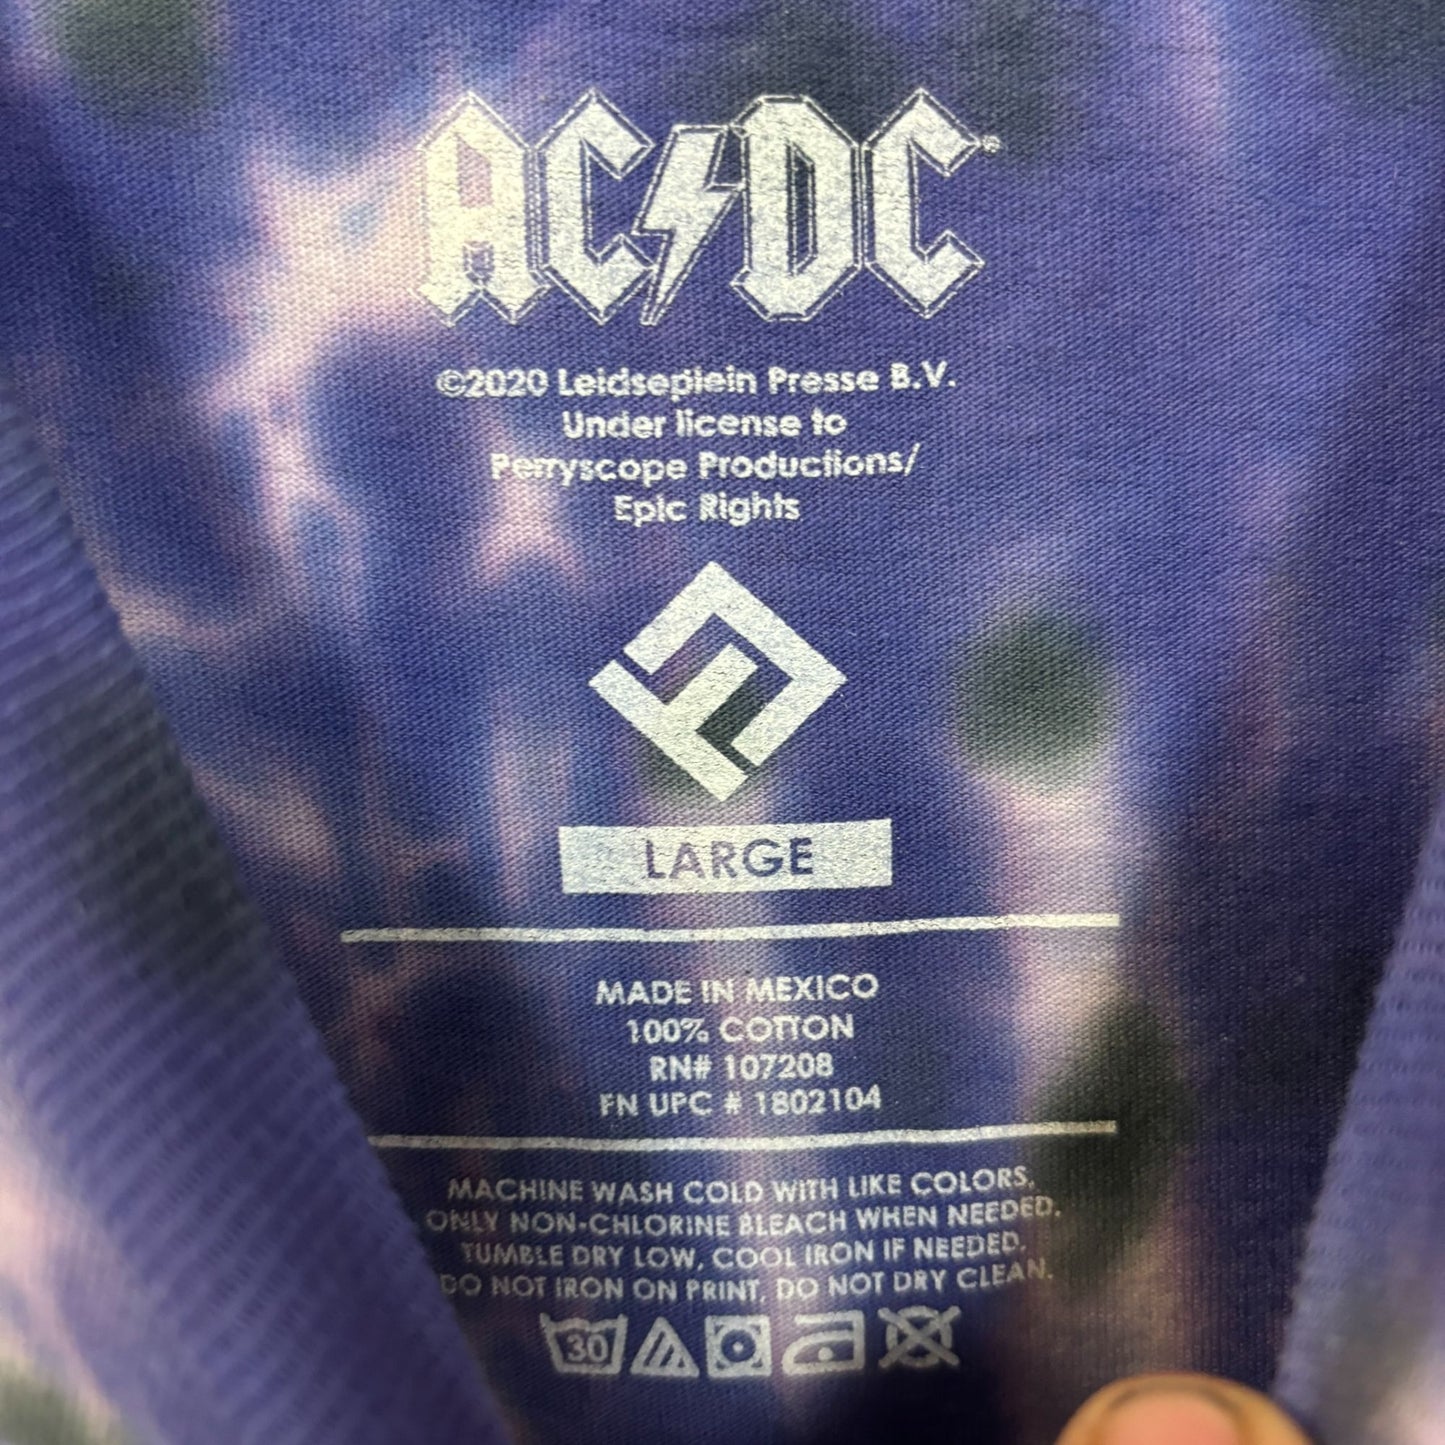 AC/DC®
©2020 Leidseplein Presse B.V.
Under license to
Perryscope Productions/
Epic Rights
LARGE
MADE IN MEXICO
100% COTTON
RN# 107208
FN UPC # 1802104
MACHINE WASH COLD WITH LIKE COLORS.
ONLY NON-CHLORINE BLEACH WHEN NEEDED.
TUMBLE DRY LOW, COOL IRON IF NEEDED.
DO NOT IRON ON PRINT, DO NOT DRY CLEAN.
30